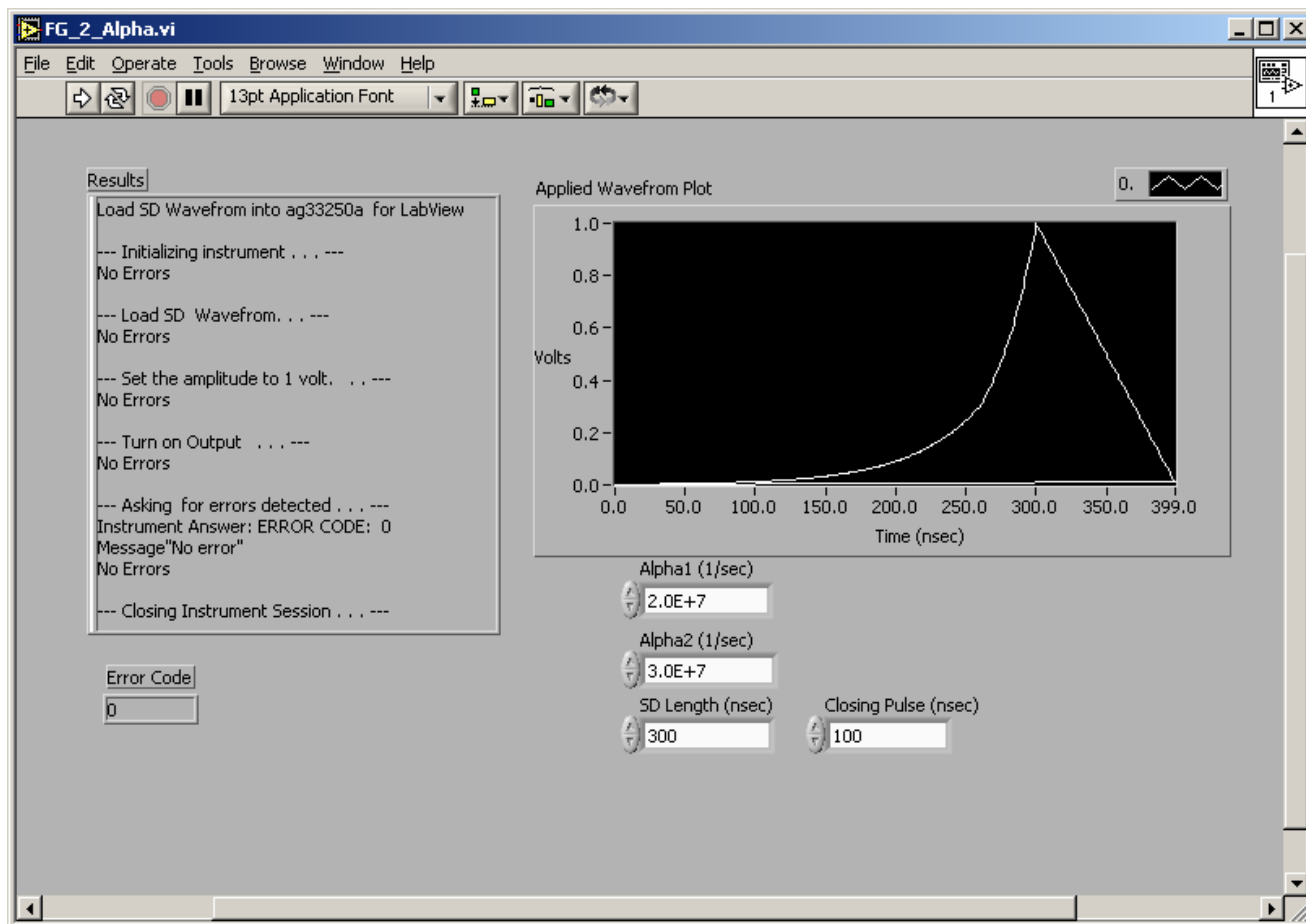 FG_2_Alpha.vi
File Edit Operate Tools Browse Window Help
13pt Application Font
1
Results
Load SD Wavefrom into ag33250a for LabView
--- Initializing instrument . . . ---
No Errors
--- Load SD Wavefrom. . . ---
No Errors
--- Set the amplitude to 1 volt. . . ---
No Errors
--- Turn on Output . . . ---
No Errors
--- Asking for errors detected . . . ---
Instrument Answer: ERROR CODE: 0
Message"No error"
No Errors
--- Closing Instrument Session . . . ---
Error Code
0
Applied Wavefrom Plot
0.
1.0
0.8
0.6
Volts
0.4
0.2
0.0
0.0 50.0 100.0 150.0 200.0 250.0 300.0 350.0 399.0
Time (nsec)
Alpha1 (1/sec)
2.0E+7
Alpha2 (1/sec)
3.0E+7
SD Length (nsec) Closing Pulse (nsec)
300 100